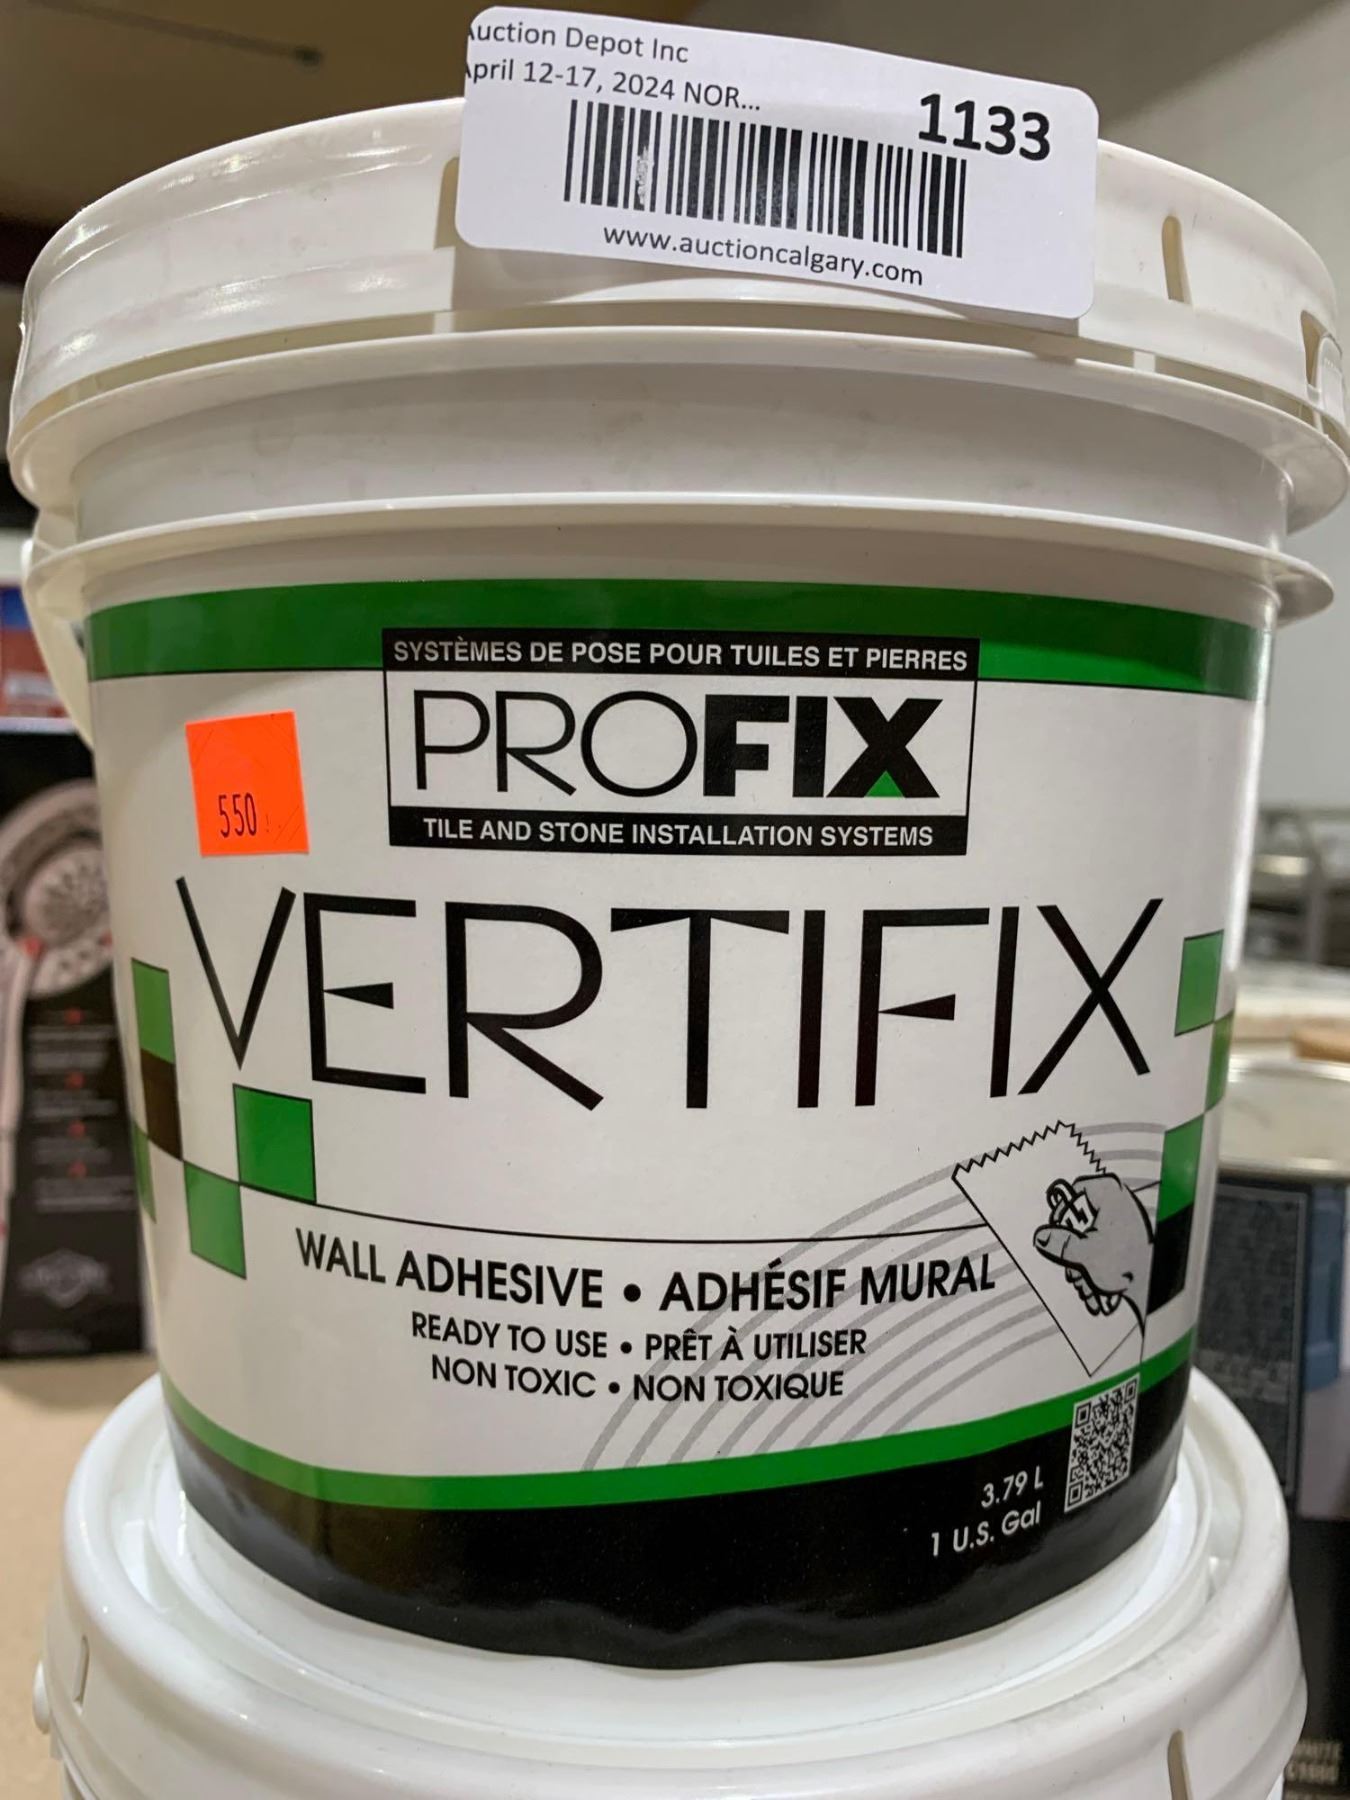 Auction Depot Inc
April 12-17, 2024 NOR...
1133
www.auctioncalgary.com
SYSTÈMES DE POSE POUR TUILES ET PIERRES
PROFIX
TILE AND STONE INSTALLATION SYSTEMS
550
VERTIFIX
WALL ADHESIVE • ADHÉSIF MURAL
READY TO USE • PRÊT À UTILISER
NON TOXIC • NON TOXIQUE
3.79 L
1 U.S. Gal